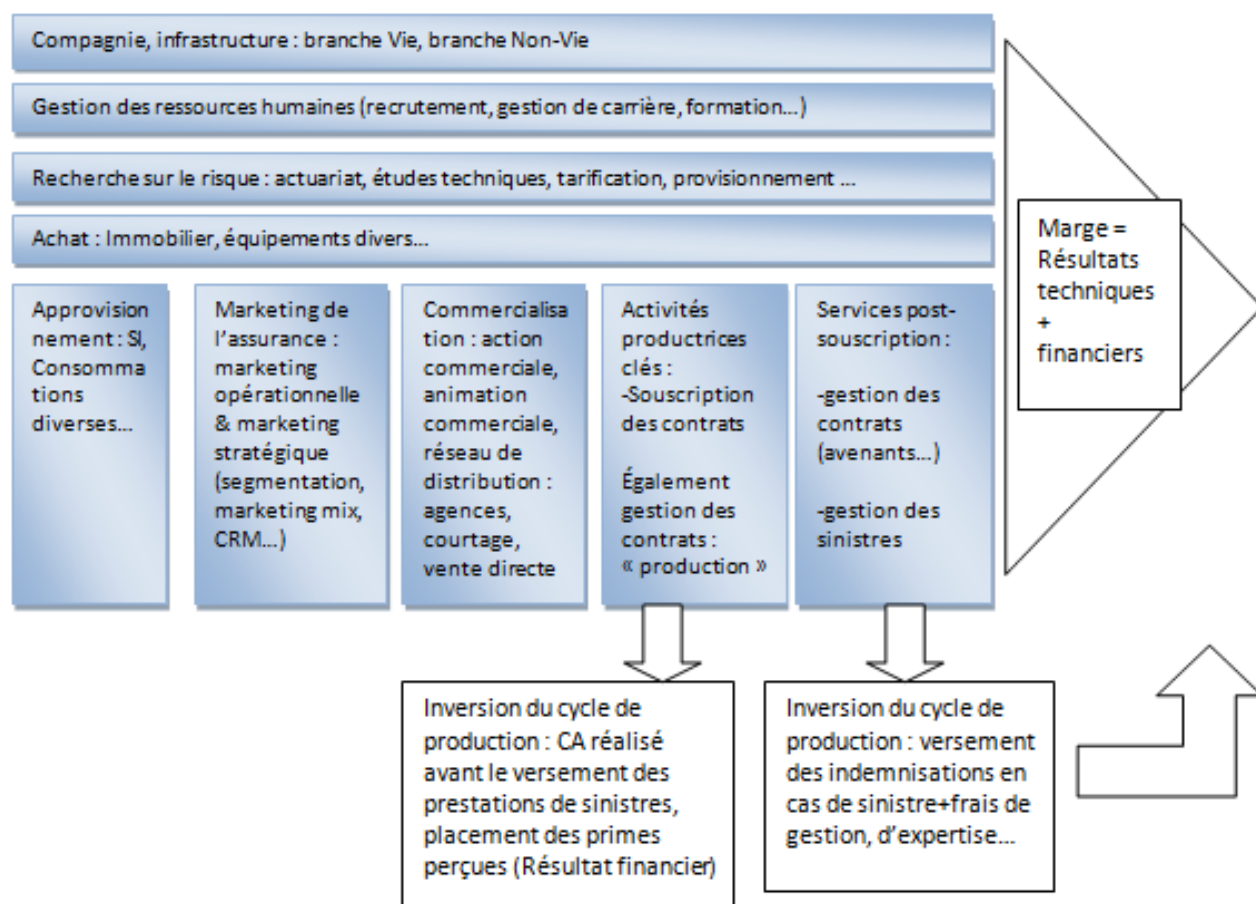 Compagnie, infrastructure : branche Vie, branche Non-Vie
Gestion des ressources humaines (recrutement, gestion de carrière, formation...)
Recherche sur le risque : actuariat, études techniques, tarification, provisionnement ...
Achat : Immobilier, équipements divers...
Approvision
nement : SI,
Consomma
tions
diverses...
Marketing de
l’assurance :
marketing
opérationnelle
& marketing
stratégique
(segmentation,
marketing mix,
CRM...)
Commercialisa
tion : action
commerciale,
animation
commerciale,
réseau de
distribution :
agences,
courtage,
vente directe
Activités
productrices
clés :
-Souscription
des contrats
Également
gestion des
contrats :
« production »
Services post-
souscription :
-gestion des
contrats
(avenants...)
-gestion des
sinistres
Marge =
Résultats
techniques
+
financiers
Inversion du cycle de
production : CA réalisé
avant le versement des
prestations de sinistres,
placement des primes
perçues (Résultat financier)
Inversion du cycle de
production : versement
des indemnisations en
cas de sinistre+frais de
gestion, d’expertise...